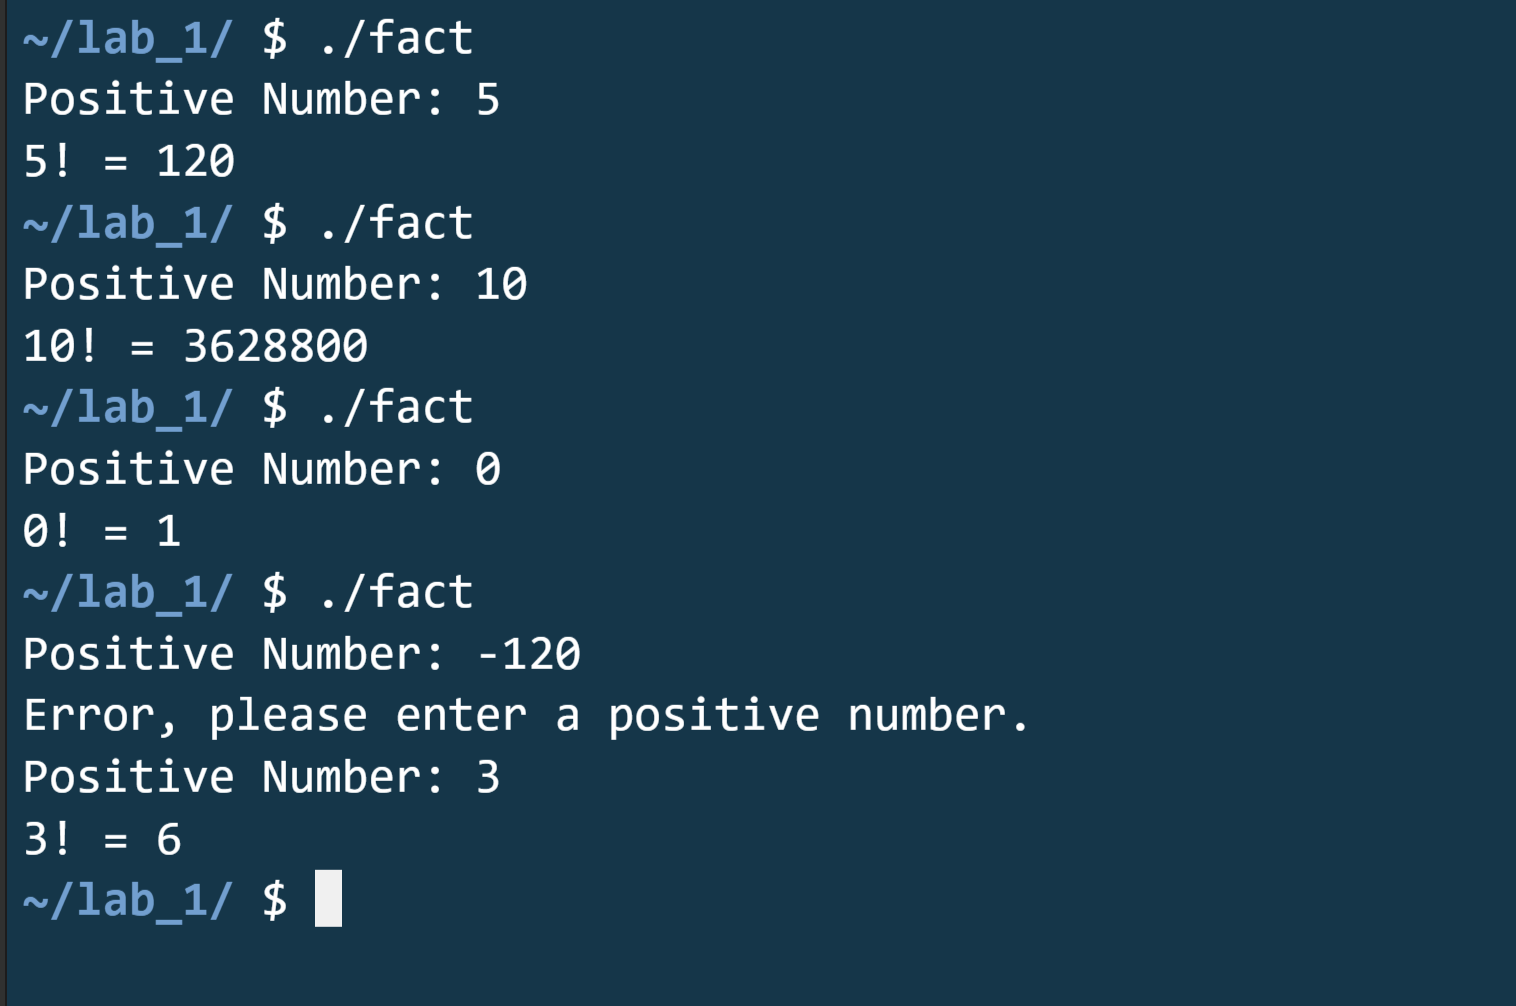 ~/lab_1/ $ ./fact
Positive Number: 5
5! = 120
~/lab_1/ $ ./fact
Positive Number: 10
10! = 3628800
~/lab_1/ $ ./fact
Positive Number: 0
0! = 1
~/lab_1/ $ ./fact
Positive Number: -120
Error, please enter a positive number.
Positive Number: 3
3! = 6
~/lab_1/ $